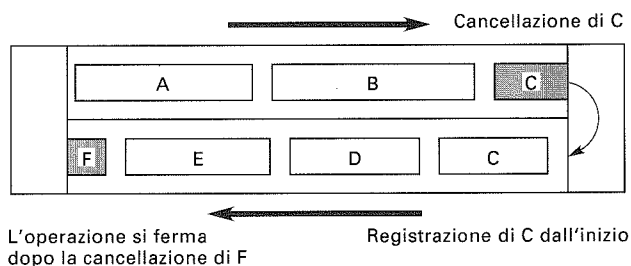 Cancellazione di C
A B C
F E D C
L'operazione si ferma
dopo la cancellazione di F
Registrazione di C dall'inizio